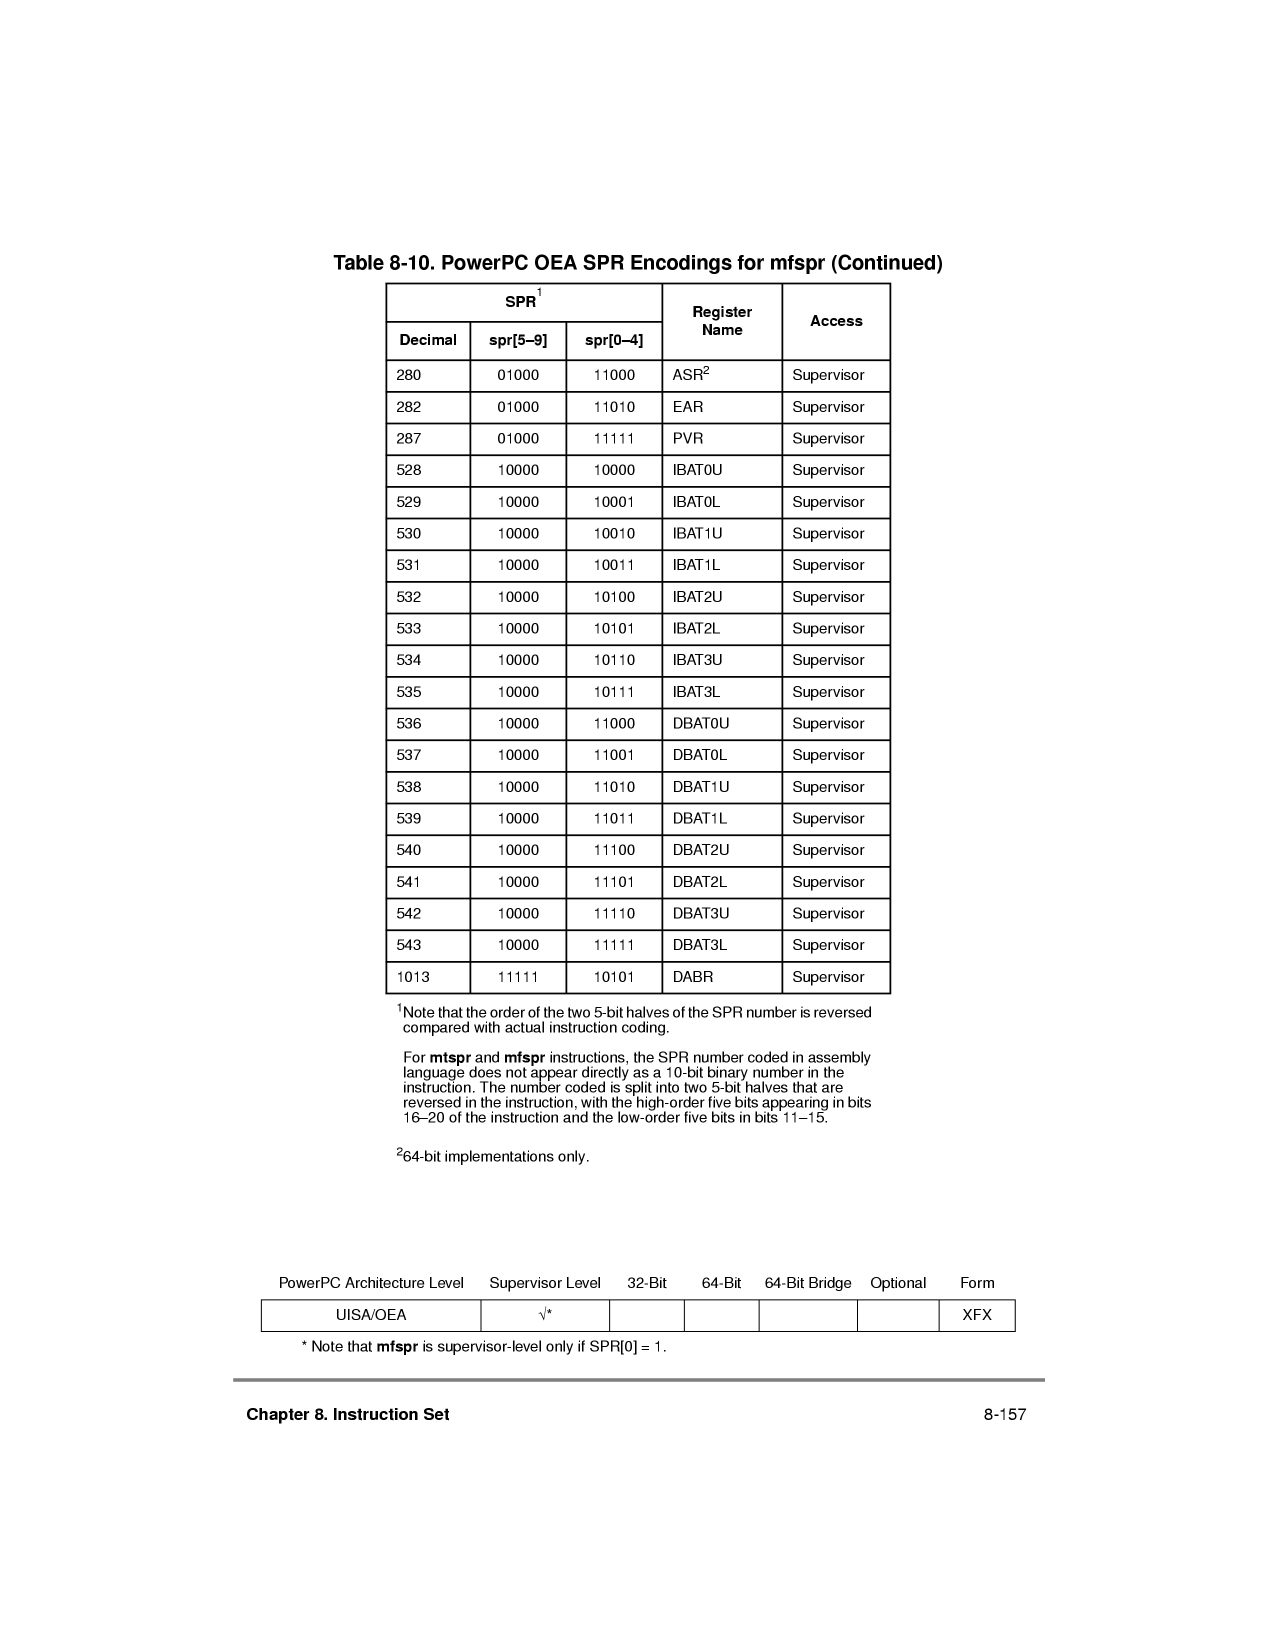 Table 8-10. PowerPC OEA SPR Encodings for mfspr (Continued)
SPR1
Register Name
Access
Decimal spr[5–9] spr[0–4]
280 01000 11000 ASR2 Supervisor
282 01000 11010 EAR Supervisor
287 01000 11111 PVR Supervisor
528 10000 10000 IBAT0U Supervisor
529 10000 10001 IBAT0L Supervisor
530 10000 10010 IBAT1U Supervisor
531 10000 10011 IBAT1L Supervisor
532 10000 10100 IBAT2U Supervisor
533 10000 10101 IBAT2L Supervisor
534 10000 10110 IBAT3U Supervisor
535 10000 10111 IBAT3L Supervisor
536 10000 11000 DBAT0U Supervisor
537 10000 11001 DBAT0L Supervisor
538 10000 11010 DBAT1U Supervisor
539 10000 11011 DBAT1L Supervisor
540 10000 11100 DBAT2U Supervisor
541 10000 11101 DBAT2L Supervisor
542 10000 11110 DBAT3U Supervisor
543 10000 11111 DBAT3L Supervisor
1013 11111 10101 DABR Supervisor
1Note that the order of the two 5-bit halves of the SPR number is reversed
compared with actual instruction coding.
For mtspr and mfspr instructions, the SPR number coded in assembly
language does not appear directly as a 10-bit binary number in the
instruction. The number coded is split into two 5-bit halves that are
reversed in the instruction, with the high-order five bits appearing in bits
16–20 of the instruction and the low-order five bits in bits 11–15.
264-bit implementations only.
PowerPC Architecture Level Supervisor Level 32-Bit 64-Bit 64-Bit Bridge Optional Form
UISA/OEA √* XFX
* Note that mfspr is supervisor-level only if SPR[0] = 1.
Chapter 8. Instruction Set 8-157